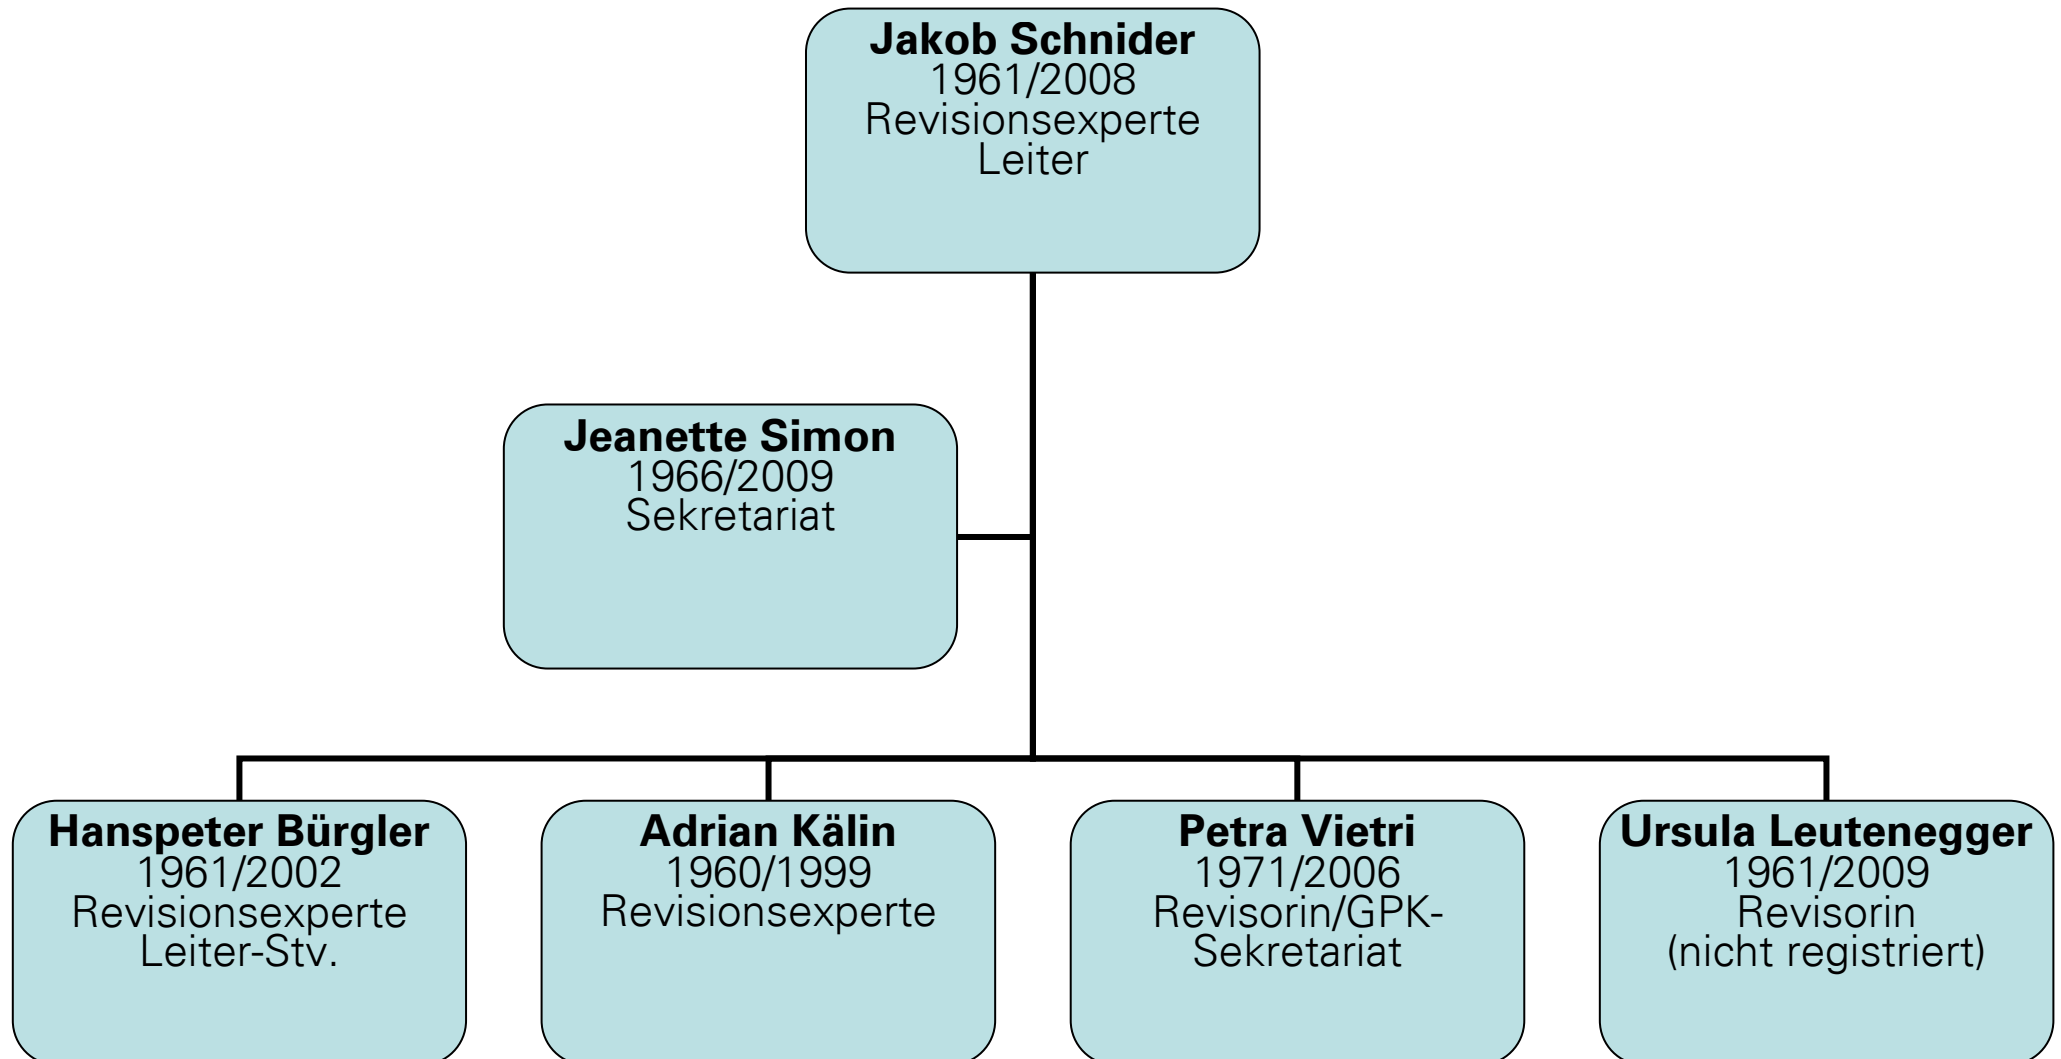 Jakob Schnider
1961/2008
Revisionsexperte
Leiter
Jeanette Simon
1966/2009
Sekretariat
Hanspeter Bürgler
1961/2002
Revisionsexperte
Leiter-Stv.
Adrian Kälin
1960/1999
Revisionsexperte
Petra Vietri
1971/2006
Revisorin/GPK-
Sekretariat
Ursula Leutenegger
1961/2009
Revisorin
(nicht registriert)